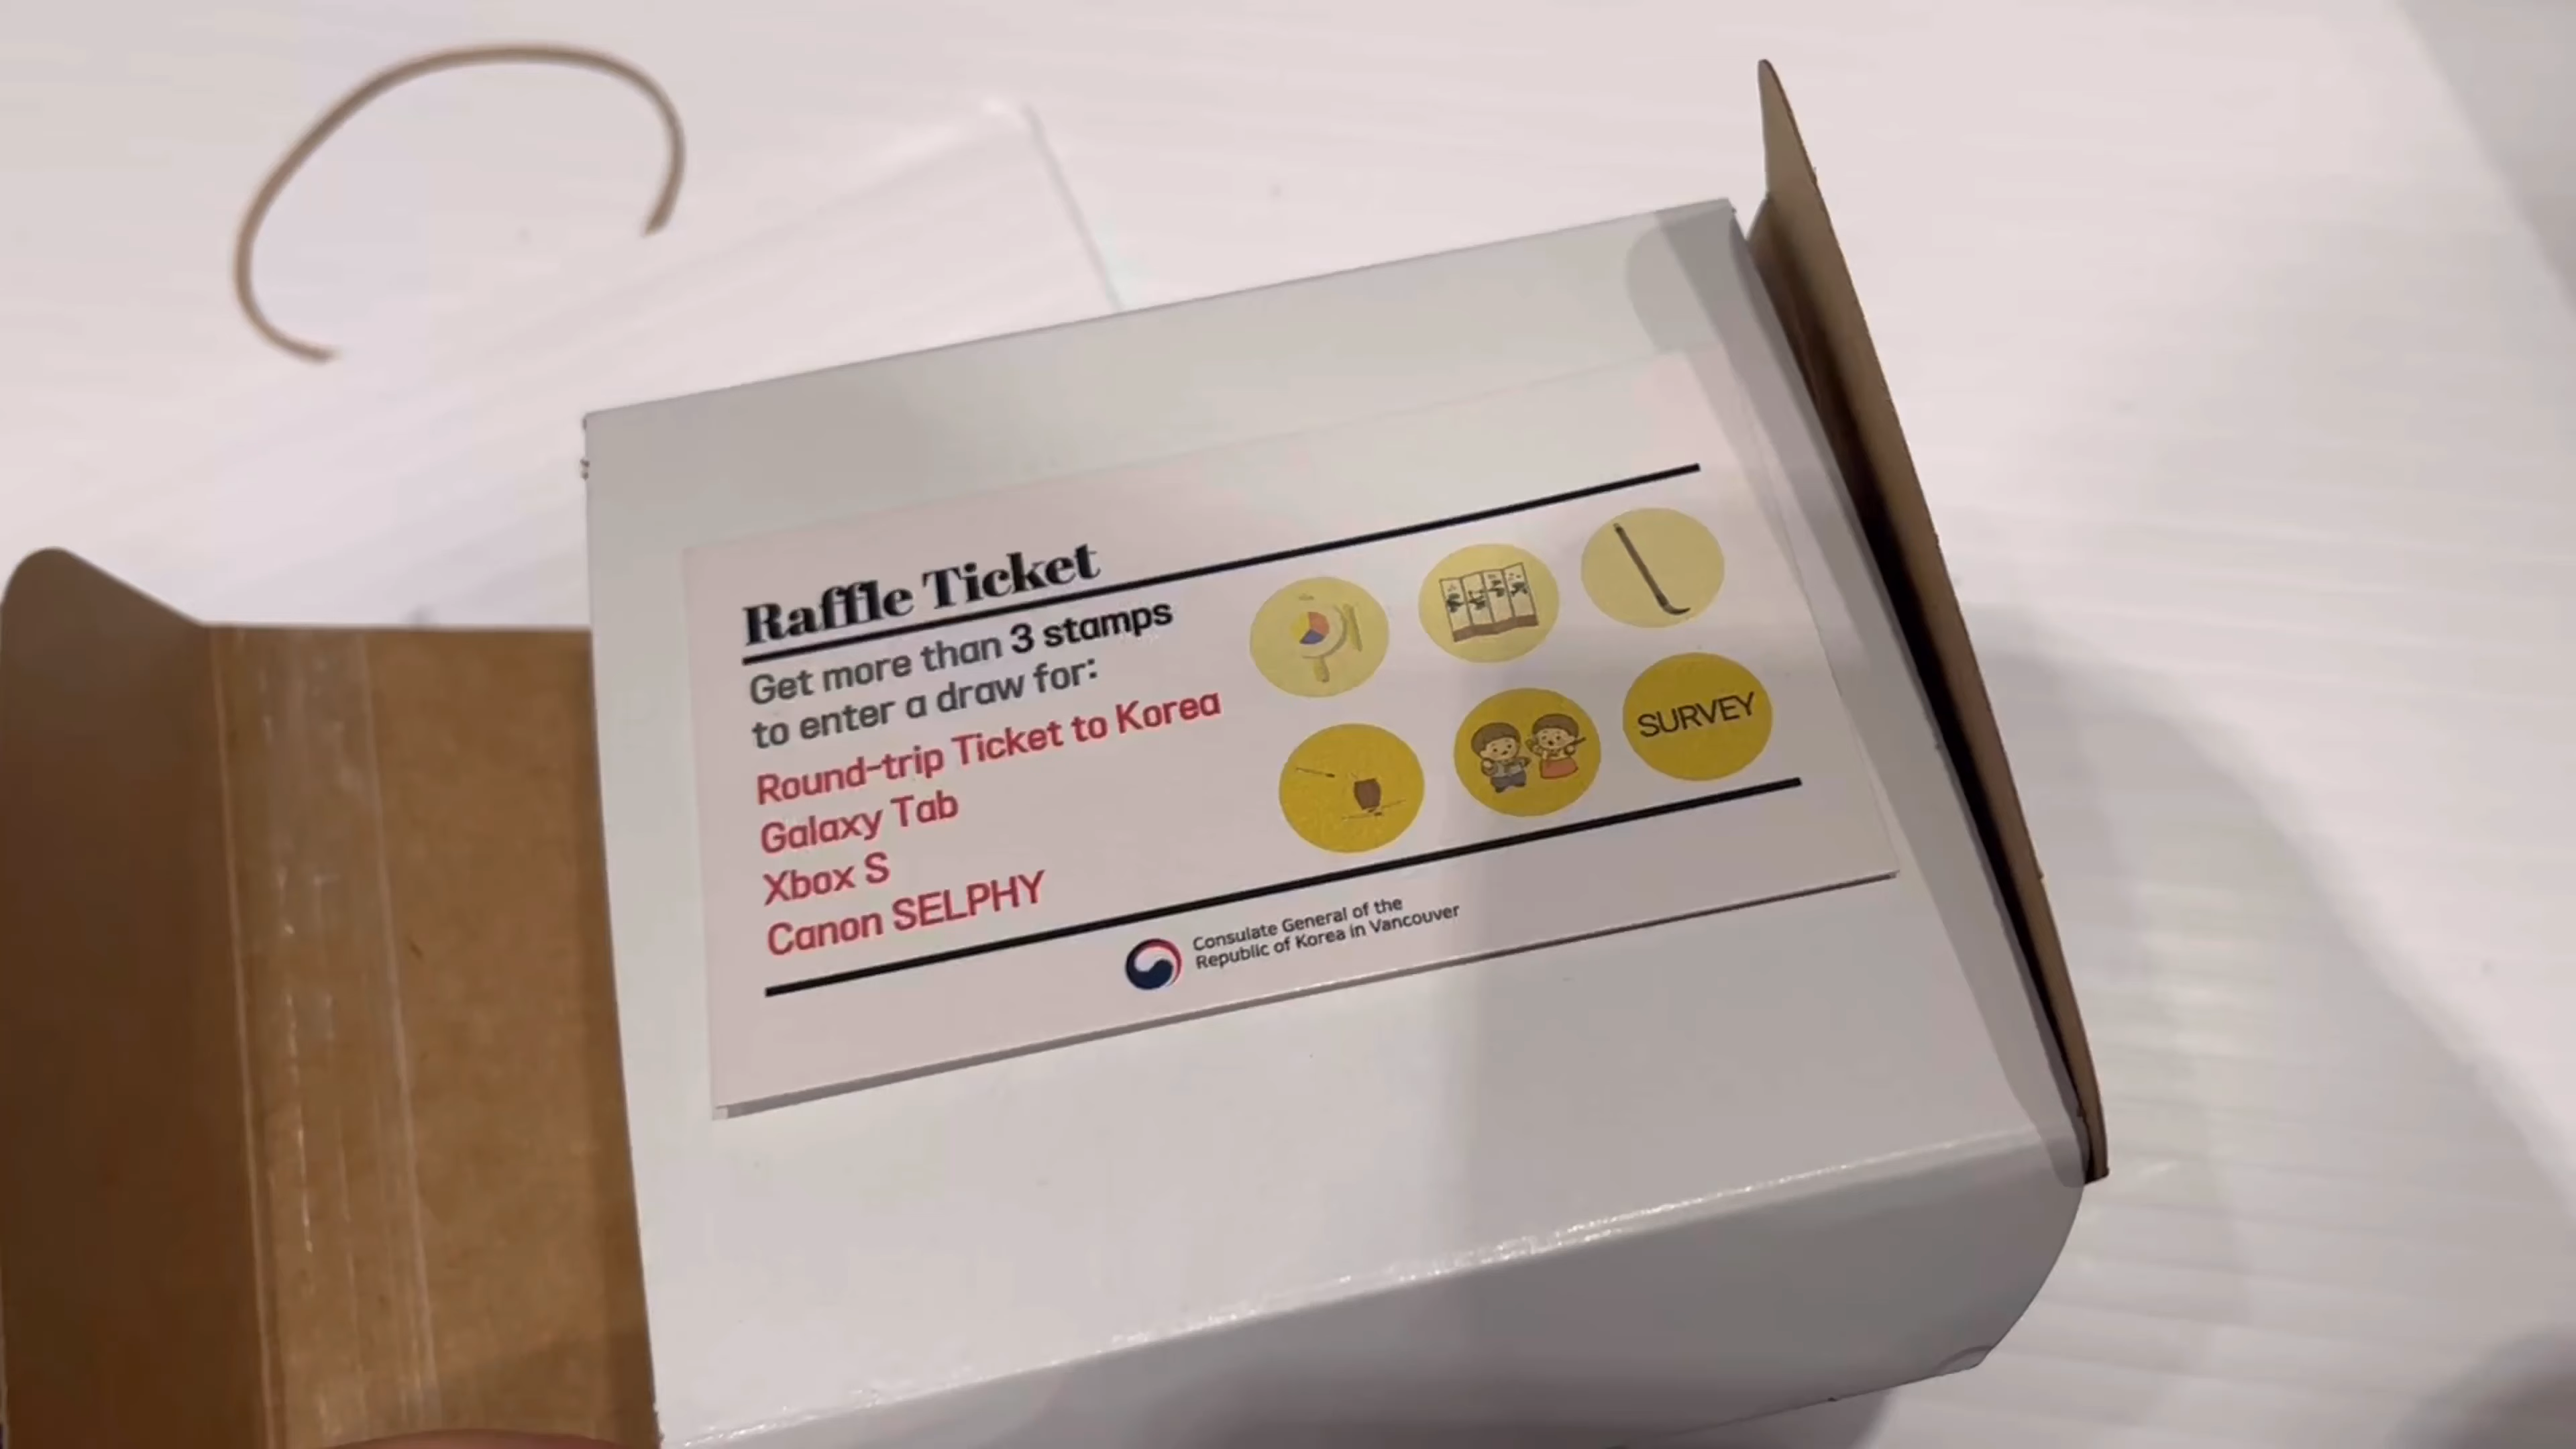 Raffle Ticket
Get more than 3 stamps
to enter a draw for:
Round-trip Ticket to Korea
Galaxy Tab
Xbox S
Canon SELPHY
SURVEY
Consulate General of the
Republic of Korea in Vancouver